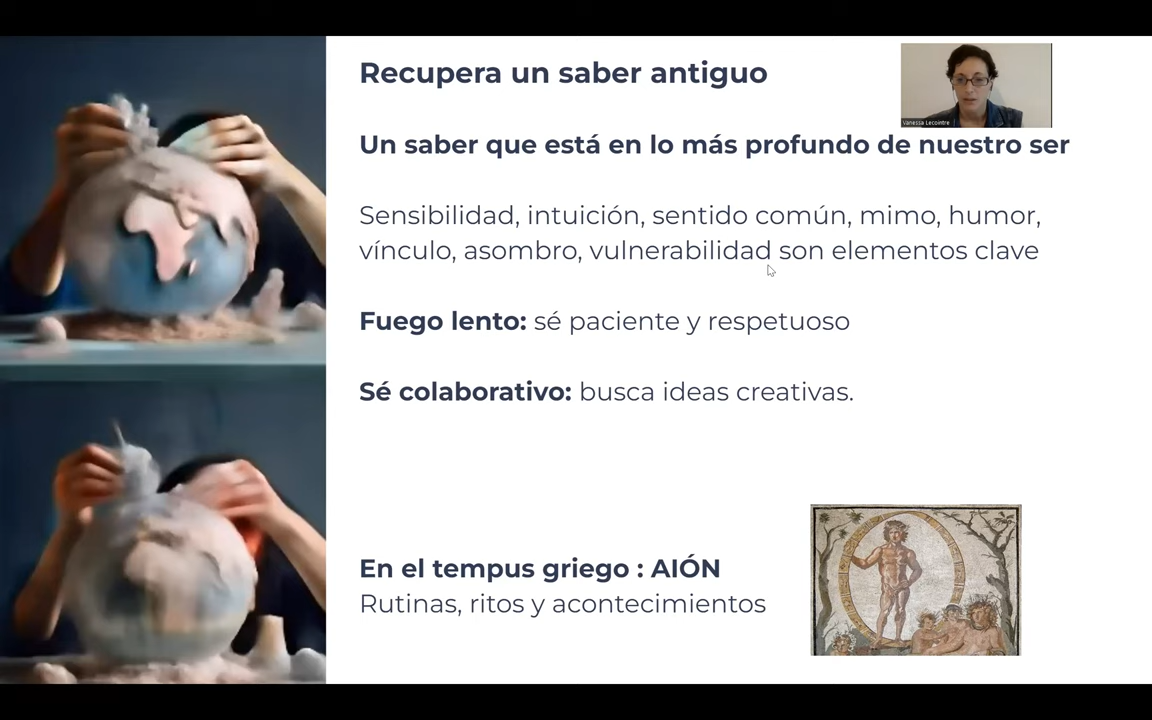 Recupera un saber antiguo
Vanessa Lecointre
Un saber que está en lo más profundo de nuestro ser
Sensibilidad, intuición, sentido común, mimo, humor,
vínculo, asombro, vulnerabilidad son elementos clave
Fuego lento: sé paciente y respetuoso
Sé colaborativo: busca ideas creativas.
En el tempus griego : AIÓN
Rutinas, ritos y acontecimientos